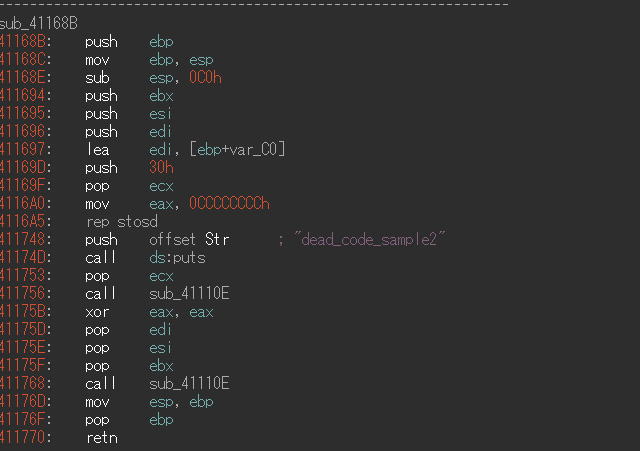 sub_41168B
41168B: push ebp
41168C: mov ebp, esp
41168E: sub esp, 0C0h
411694: push ebx
411695: push esi
411696: push edi
411697: lea edi, [ebp+var_C0]
41169D: push 30h
41169F: pop ecx
4116A0: mov eax, 0CCCCCCCCh
4116A5: rep stosd
411748: push offset Str ; "dead_code_sample2"
41174D: call ds:puts
411753: pop ecx
411756: call sub_41110E
41175B: xor eax, eax
41175D: pop edi
41175E: pop esi
41175F: pop ebx
411768: call sub_41110E
41176D: mov esp, ebp
41176F: pop ebp
411770: retn